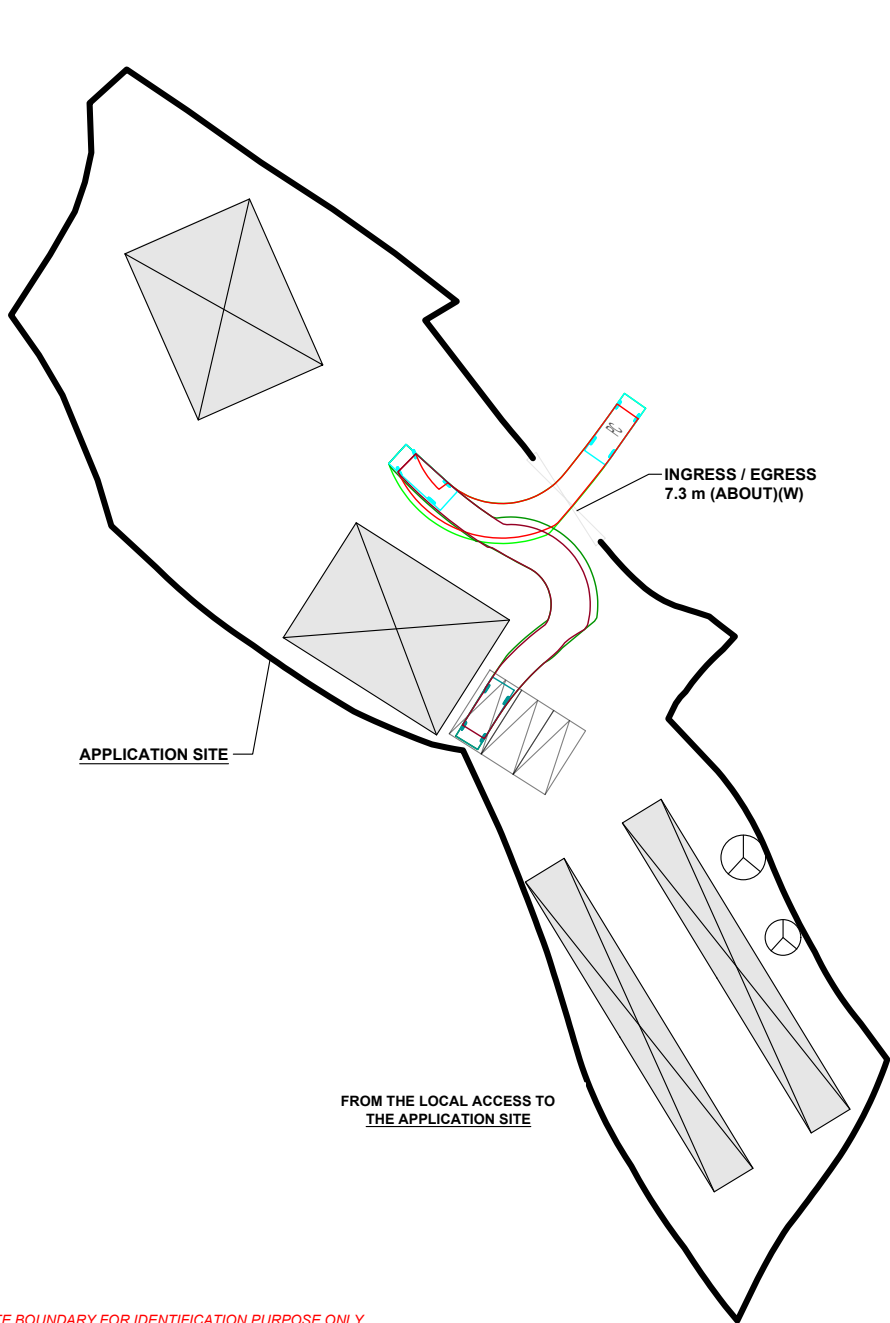 PC
INGRESS / EGRESS
7.3 m (ABOUT)(W)
APPLICATION SITE
FROM THE LOCAL ACCESS TO
THE APPLICATION SITE
BOUNDARY FOR IDENTIFICATION PURPOSE ONLY